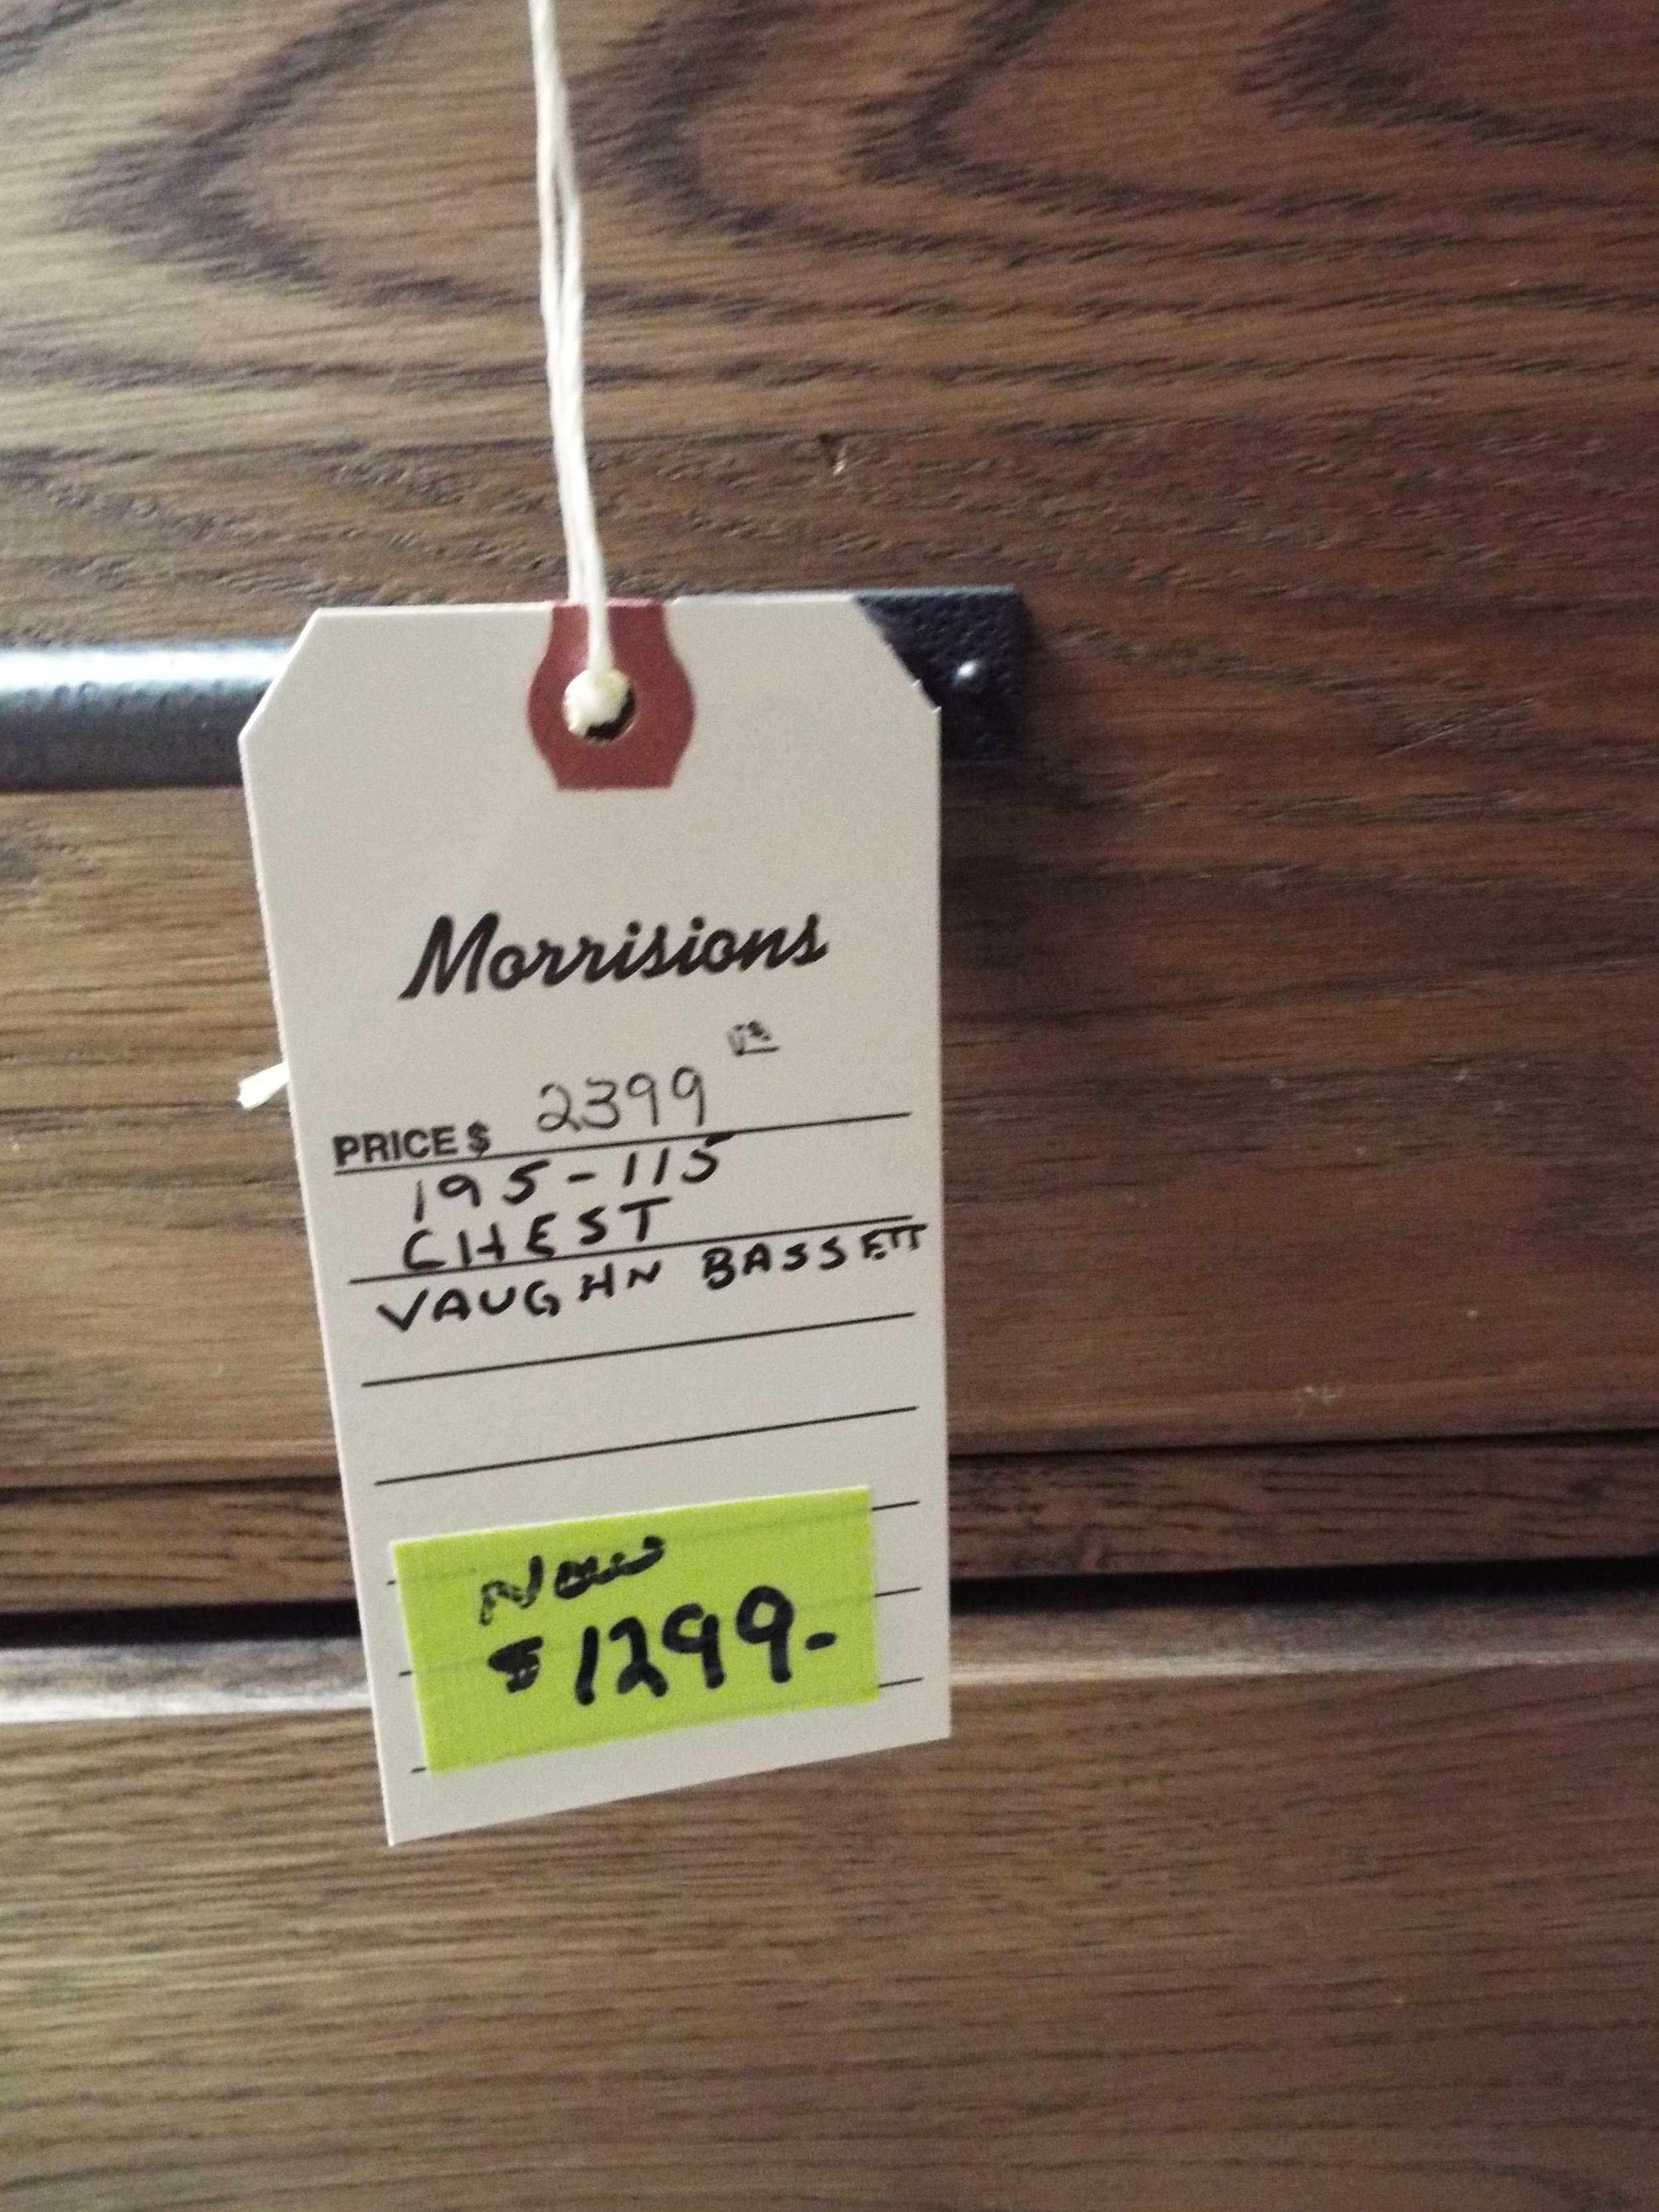 Morrisions
PRICE $ 2399
195-115
CHEST
VAUGHN BASSETT
Now
$1299.-